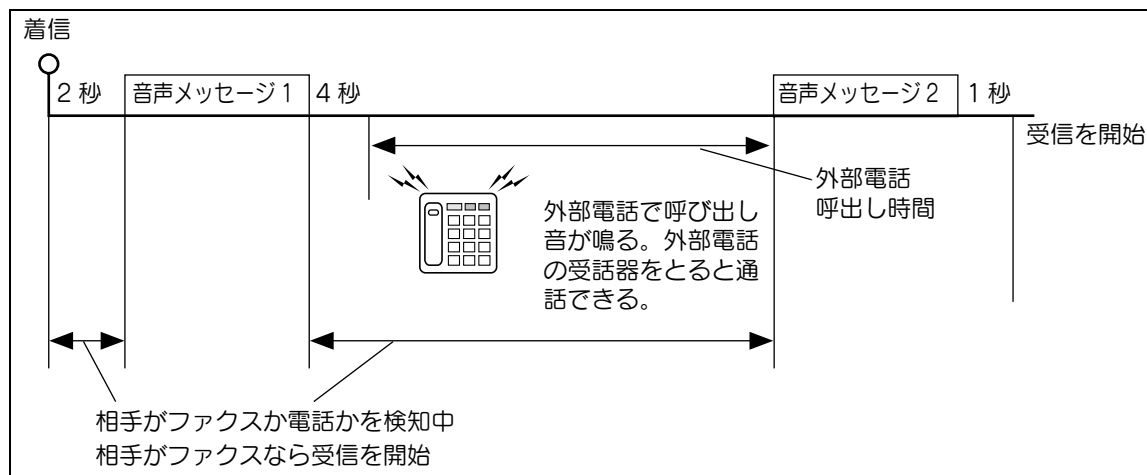 着信
2 秒
音声メッセージ 1
4 秒
音声メッセージ 2
1 秒
受信を開始
外部電話
呼出し時間
外部電話で呼び出し
音が鳴る。外部電話
の受話器をとると通
話できる。
相手がファクスか電話かを検知中
相手がファクスなら受信を開始